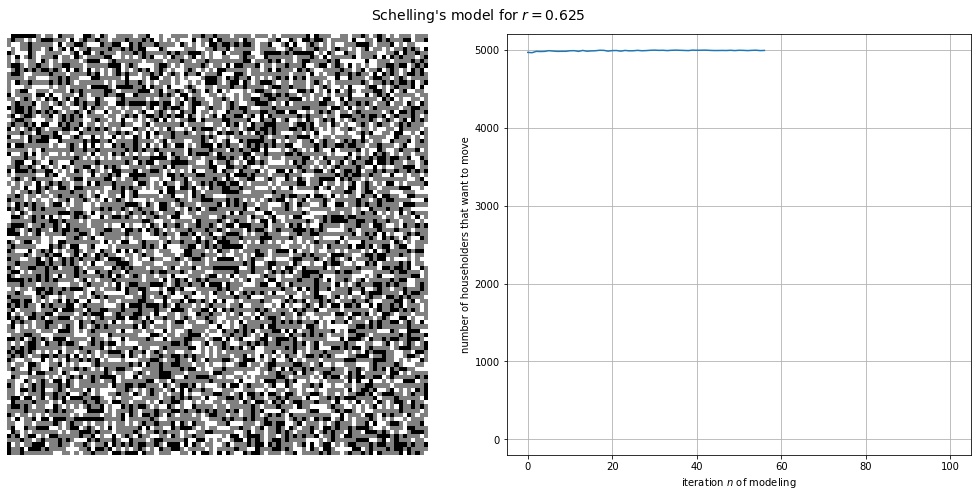 Schelling's model for r = 0.625
5000
4000
3000
2000
1000
0
number of householders that want to move
0 20 40 60 80 100
iteration n of modeling